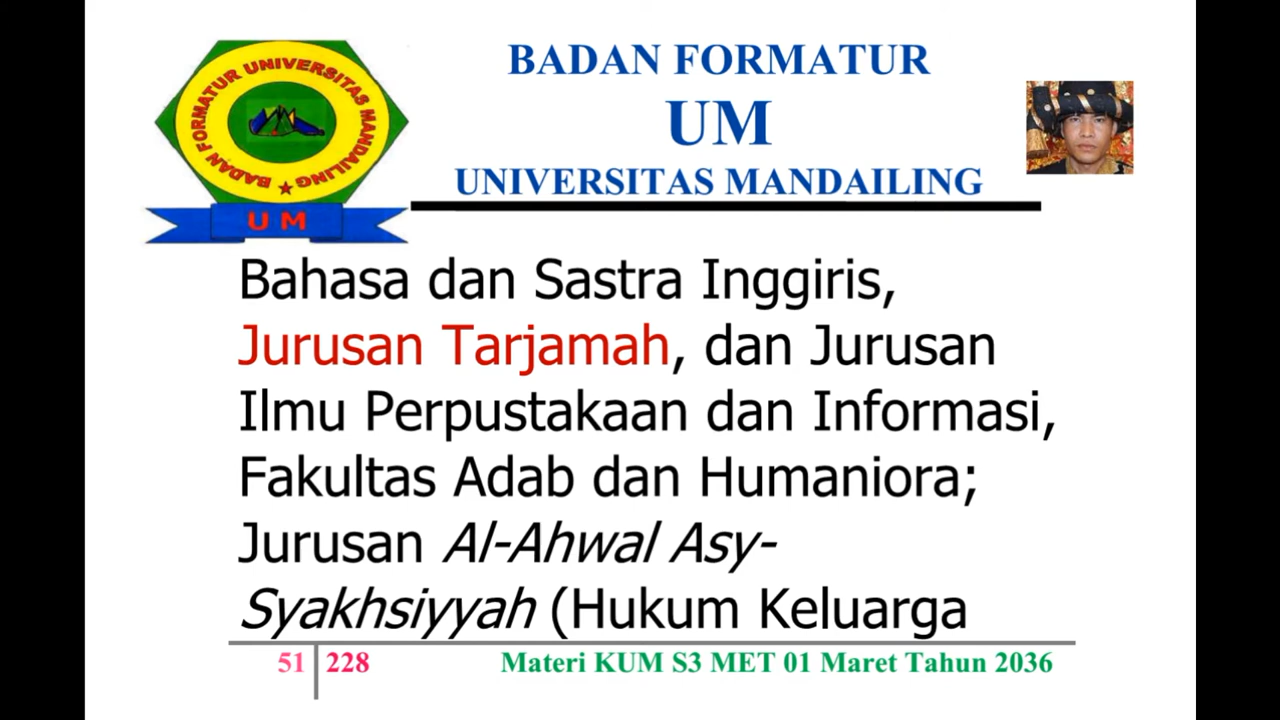 BADAN FORMATUR UNIVERSITAS MANDAILING
UM
BADAN FORMATUR
UM
UNIVERSITAS MANDAILING
Bahasa dan Sastra Inggiris,
Jurusan Tarjamah, dan Jurusan
Ilmu Perpustakaan dan Informasi,
Fakultas Adab dan Humaniora;
Jurusan Al-Ahwal Asy-
Syakhsiyyah (Hukum Keluarga
51 228 Materi KUM S3 MET 01 Maret Tahun 2036